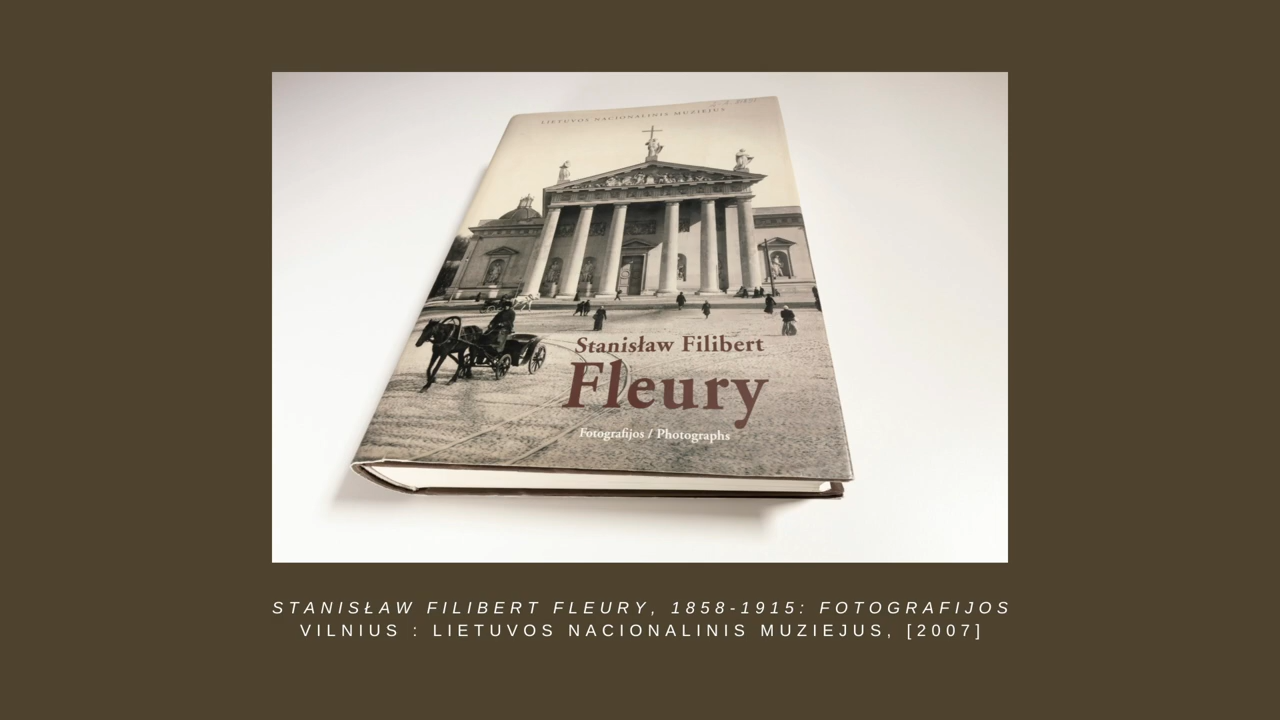 LIETUVOS NACIONALINIS MUZIEJUS
Stanisław Filibert
Fleury
Fotografijos / Photographs
STANISŁAW FILIBERT FLEURY, 1858-1915: FOTOGRAFIJOS
VILNIUS : LIETUVOS NACIONALINIS MUZIEJUS, [2007]